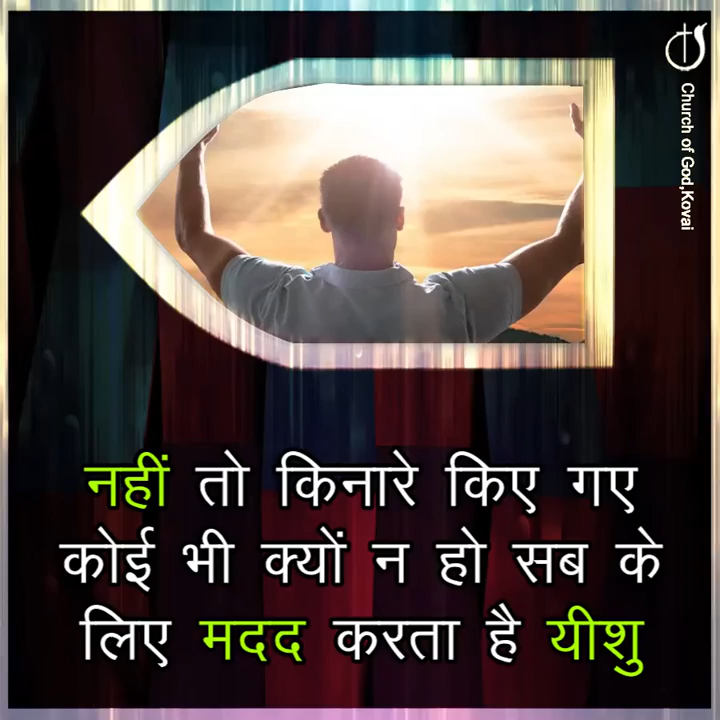 Church of God,Kovai
नहीं तो किनारे किए गए
कोई भी क्यों न हो सब के
लिए मदद करता है यीशु